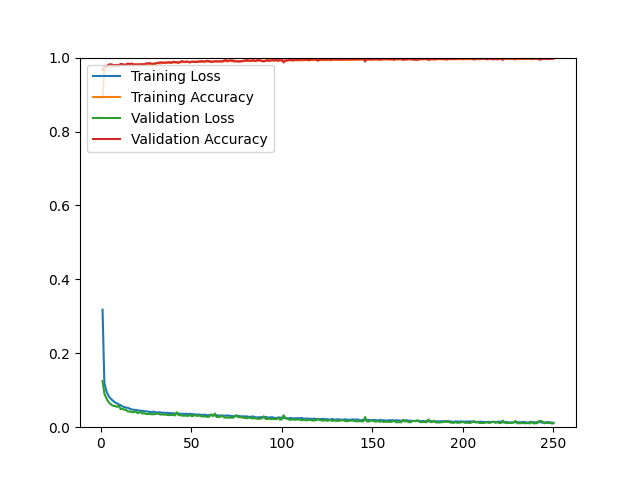 1.0
0.8
0.6
0.4
0.2
0.0
Training Loss
Training Accuracy
Validation Loss
Validation Accuracy
0 50 100 150 200 250